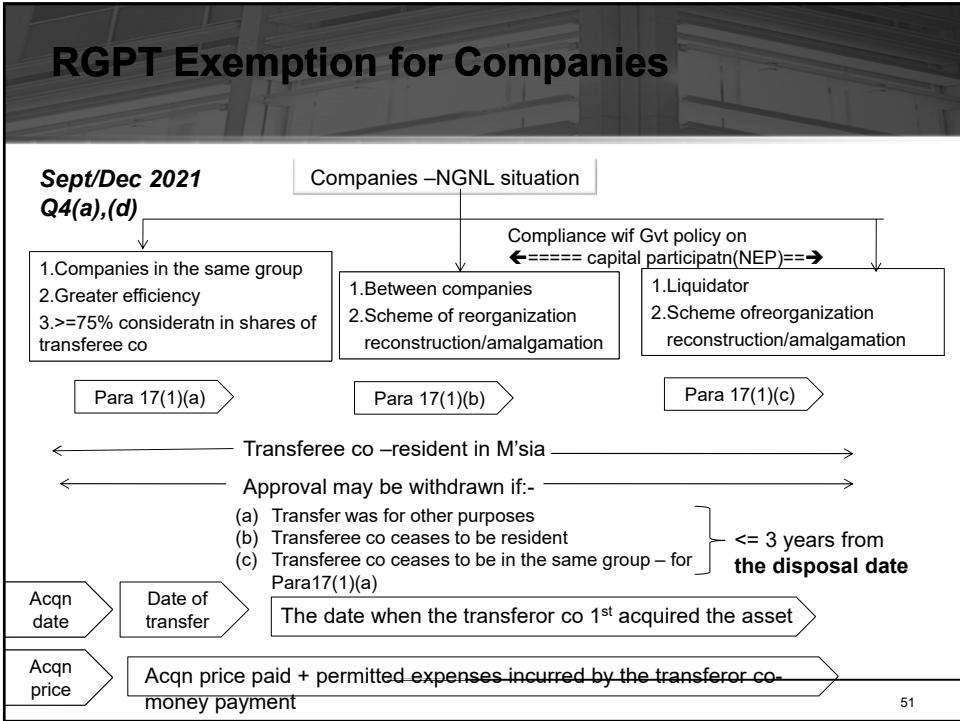 RGPT Exemption for Companies
Sept/Dec 2021
Q4(a),(d)
Companies –NGNL situation
Compliance wif Gvt policy on
🡸===== capital participatn(NEP)==🡺
1.Companies in the same group
2.Greater efficiency
3.>=75% consideratn in shares of
transferee co
1.Between companies
2.Scheme of reorganization
reconstruction/amalgamation
1.Liquidator
2.Scheme ofreorganization
reconstruction/amalgamation
Para 17(1)(a)
Para 17(1)(b)
Para 17(1)(c)
Transferee co –resident in M'sia
Approval may be withdrawn if:-
(a) Transfer was for other purposes
(b) Transferee co ceases to be resident
(c) Transferee co ceases to be in the same group – for
Para17(1)(a)
<= 3 years from
the disposal date
Acqn
date
Date of
transfer
The date when the transferor co 1st acquired the asset
Acqn
price
Acqn price paid + permitted expenses incurred by the transferor co-
money payment
51